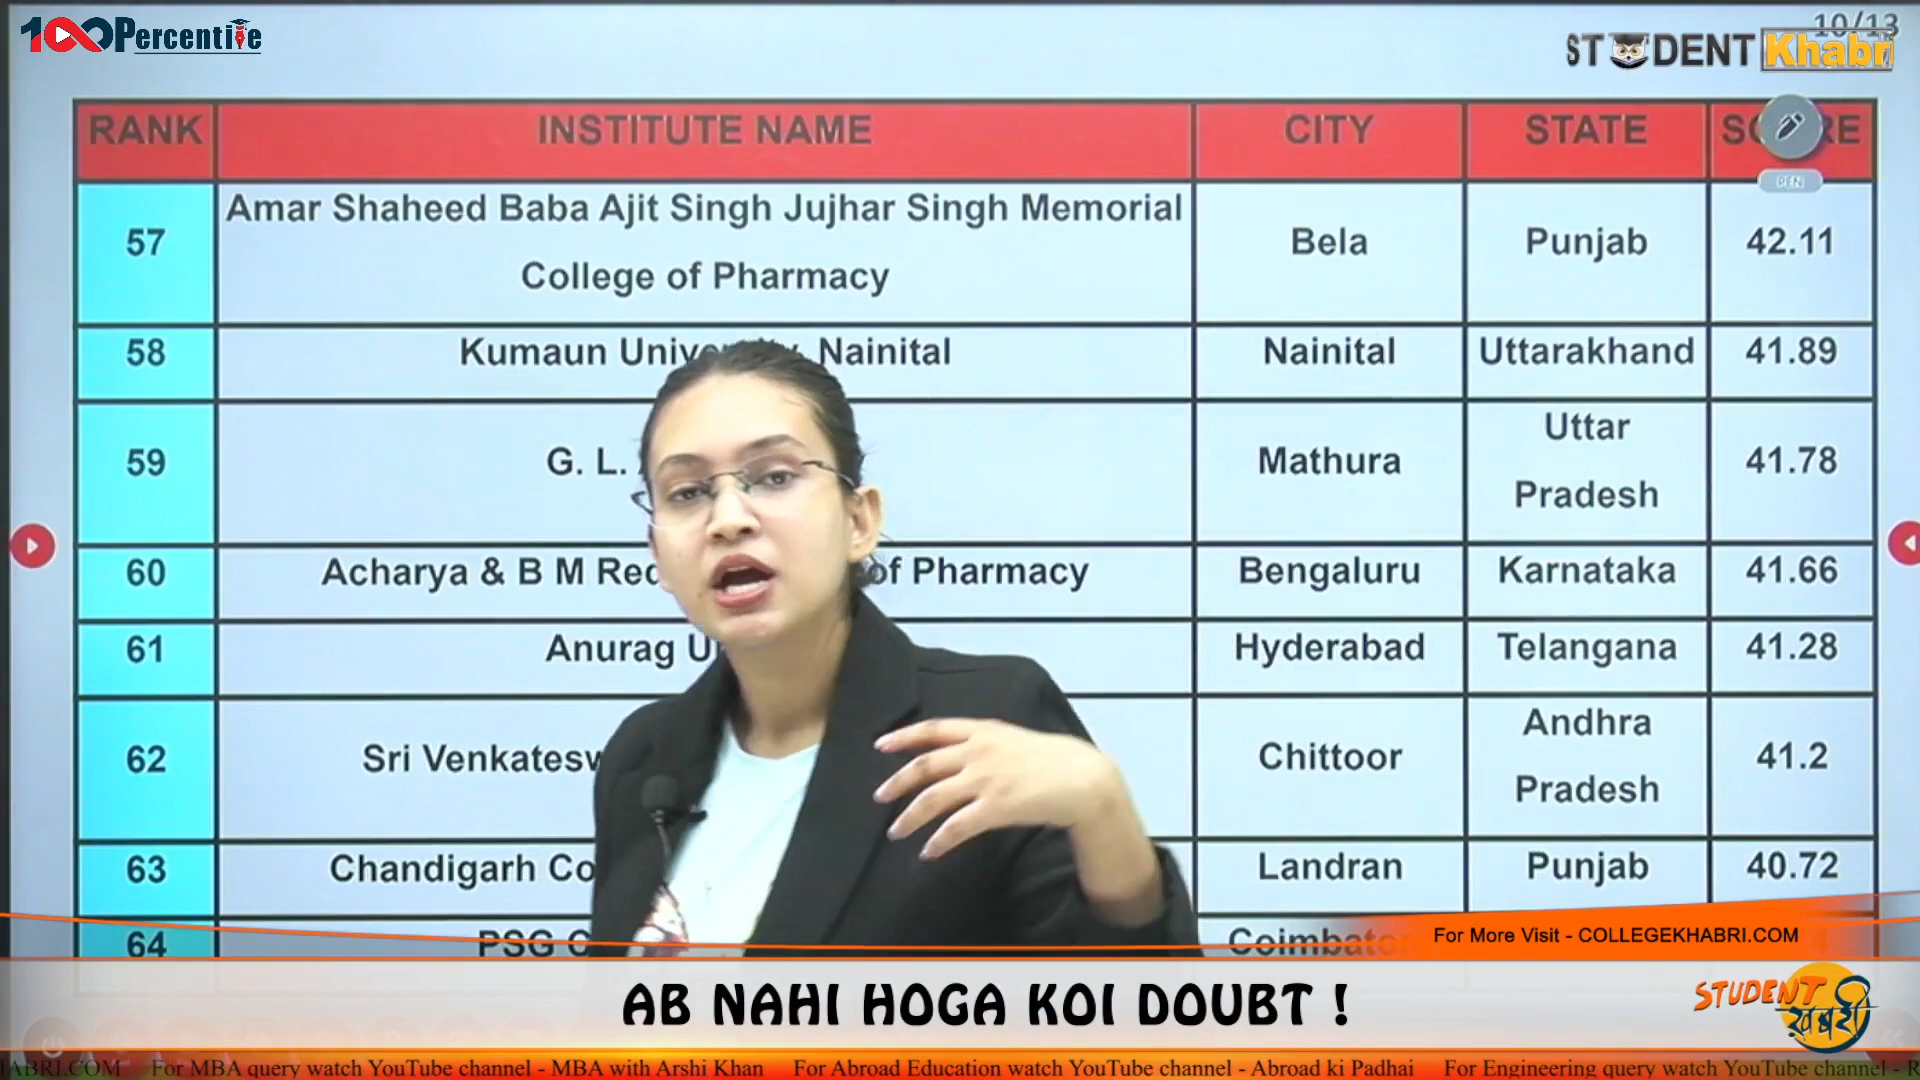 100Percentile
10/13
STUDENT Khabri
RANK INSTITUTE NAME CITY STATE
PEN
57 Amar Shaheed Baba Ajit Singh Jujhar Singh Memorial
College of Pharmacy Bela Punjab 42.11
58 Kumaun Nainital Nainital Uttarakhand 41.89
59 G. L. Mathura Uttar
Pradesh 41.78
60 Acharya & B M of Pharmacy Bengaluru Karnataka 41.66
61 Anurag Hyderabad Telangana 41.28
62 Sri Chittoor Andhra
Pradesh 41.2
63 Chandigarh Landran Punjab 40.72
64 PSG
For More Visit - COLLEGEKHABRI.COM
AB NAHI HOGA KOI DOUBT !
STUDENT
खबरी
For MBA query watch YouTube channel - MBA with Arshi Khan For Abroad Education watch YouTube channel - Abroad ki Padhai For Engineering query watch YouTube channel -